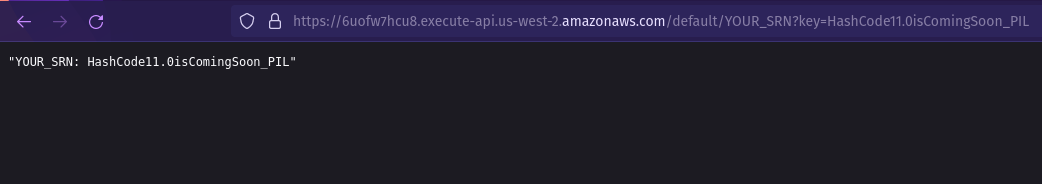 https://6uofw7hcu8.execute-api.us-west-2.amazonaws.com/default/YOUR_SRN?key=HashCode11.0isComingSoon_PIL
"YOUR_SRN: HashCode11.0isComingSoon_PIL"